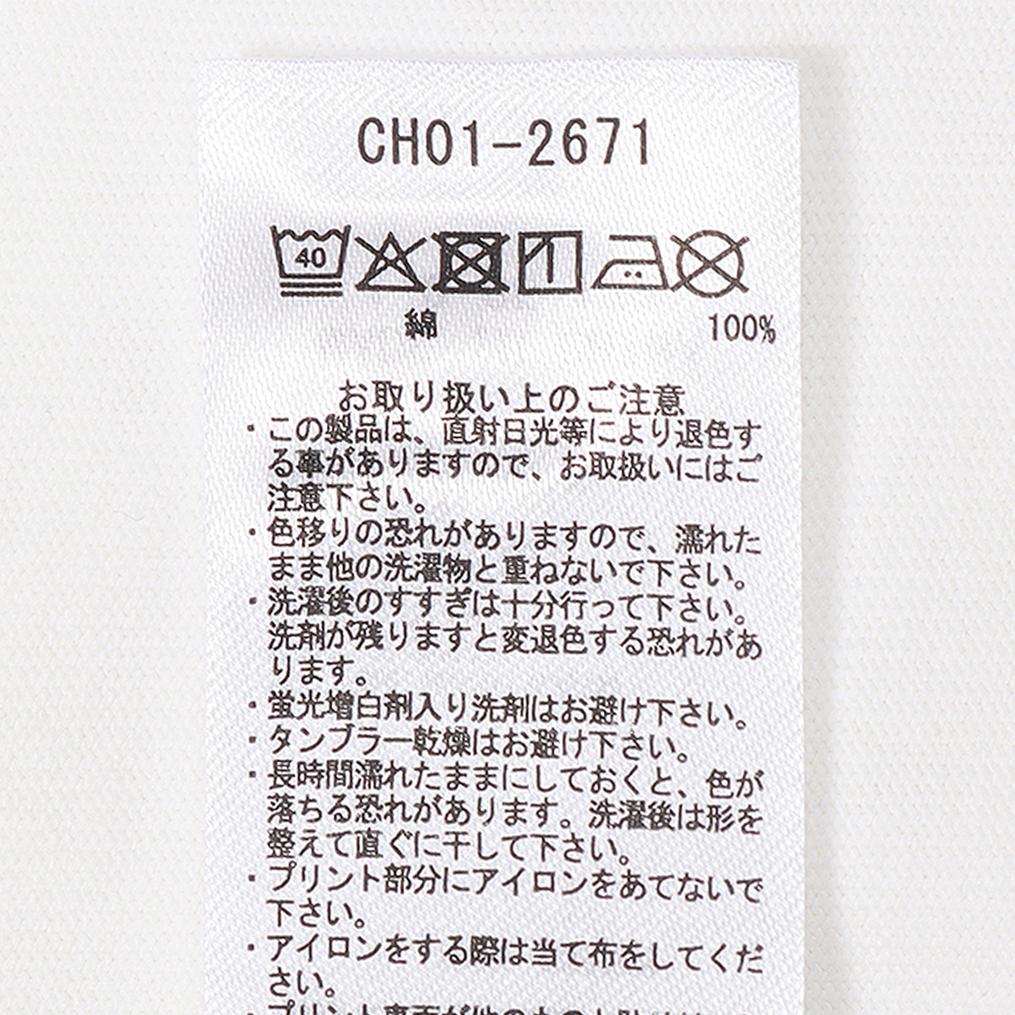 CH01-2671
40
綿 100%
お取り扱い上のご注意
・この製品は、直射日光等により退色す
る事がありますので、お取扱いにはご
注意下さい。
・色移りの恐れがありますので、濡れた
まま他の洗濯物と重ねないで下さい。
・洗濯後のすすぎは十分行って下さい。
洗剤が残りますと変退色する恐れがあ
ります。
・蛍光増白剤入り洗剤はお避け下さい。
・タンブラー乾燥はお避け下さい。
・長時間濡れたままにしておくと、色が
落ちる恐れがあります。洗濯後は形を
整えて直ぐに干して下さい。
・プリント部分にアイロンをあてないで
下さい。
・アイロンをする際は当て布をしてくだ
さい。